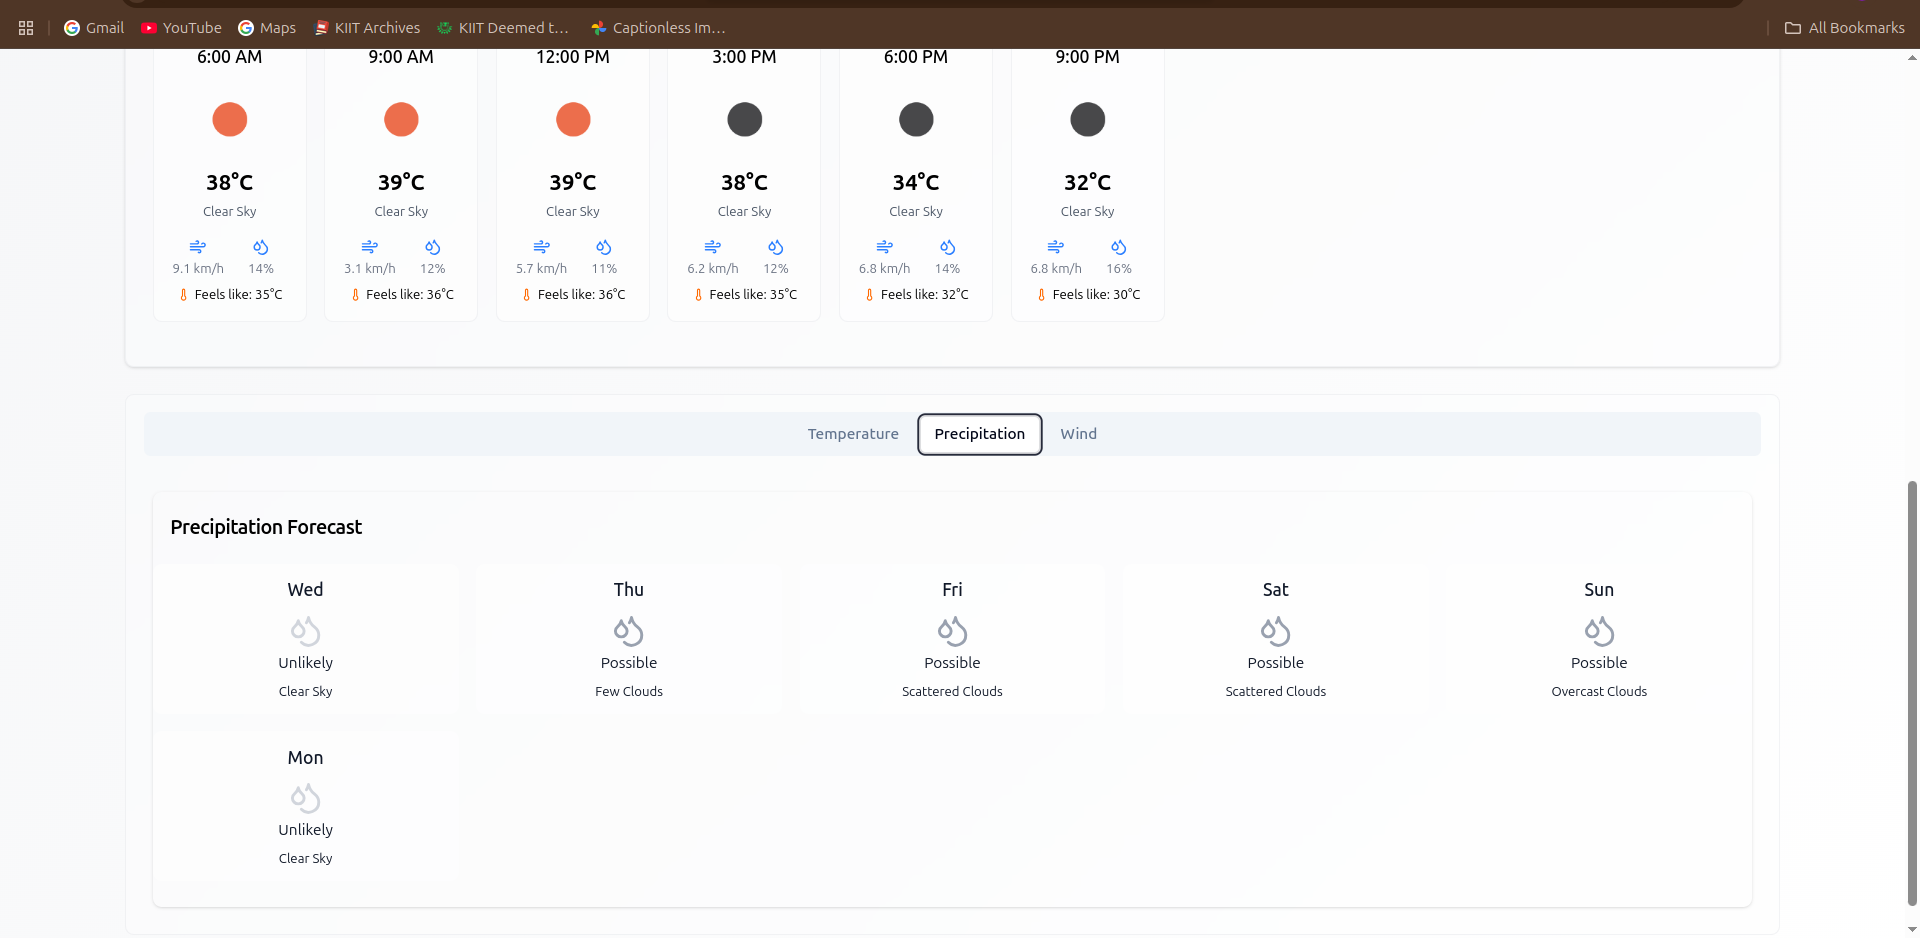 Gmail YouTube Maps KIIT Archives KIIT Deemed t... Captionless Im... All Bookmarks
6:00 AM 9:00 AM 12:00 PM 3:00 PM 6:00 PM 9:00 PM
38°C 39°C 39°C 38°C 34°C 32°C
Clear Sky Clear Sky Clear Sky Clear Sky Clear Sky Clear Sky
9.1 km/h 14% 3.1 km/h 12% 5.7 km/h 11% 6.2 km/h 12% 6.8 km/h 14% 6.8 km/h 16%
Feels like: 35°C Feels like: 36°C Feels like: 36°C Feels like: 35°C Feels like: 32°C Feels like: 30°C
Temperature Precipitation Wind
Precipitation Forecast
Wed Thu Fri Sat Sun
Unlikely Possible Possible Possible Possible
Clear Sky Few Clouds Scattered Clouds Scattered Clouds Overcast Clouds
Mon
Unlikely
Clear Sky